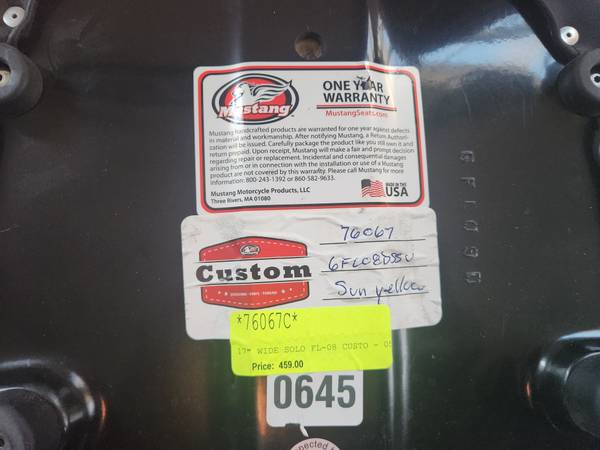 Mustang
ONE YEAR
WARRANTY
MustangSeats.com
Mustang handcrafted products are warranted for one year against defects
in material and workmanship. After notifying Mustang, a Return Authori-
zation will be issued. Carefully package the product like you still own it and
return prepaid. Upon receipt, Mustang will make a fair and prompt decision
regarding repair or replacement. Incidental and consequential damages
arising from or in connection with the installation or use of a Mustang
product are not covered by this warranty. Please call Mustang for more
information: 800-243-1392 or 860-582-9633.
Mustang Motorcycle Products, LLC
Three Rivers, MA 01080
MADE IN THE
USA
Custom
76067
Sun yellow
*76067C*
17" WIDE SOLO FL-08 CUSTO - 05
Price: 459.00
0645